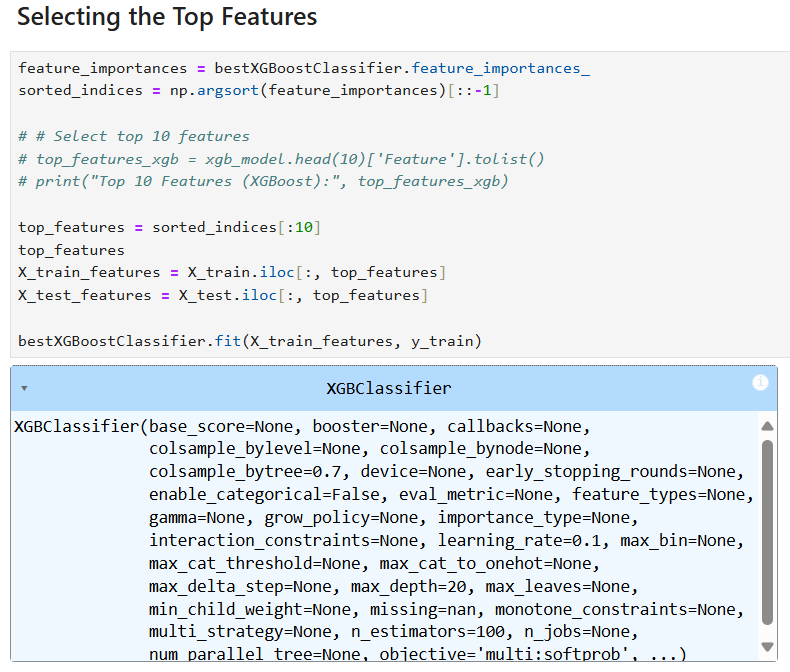 Selecting the Top Features
feature_importances = bestXGBoostClassifier.feature_importances_
sorted_indices = np.argsort(feature_importances)[::-1]
# # Select top 10 features
# top_features_xgb = xgb_model.head(10)['Feature'].tolist()
# print("Top 10 Features (XGBoost):", top_features_xgb)
top_features = sorted_indices[:10]
top_features
X_train_features = X_train.iloc[:, top_features]
X_test_features = X_test.iloc[:, top_features]
bestXGBoostClassifier.fit(X_train_features, y_train)
▾ XGBClassifier i
XGBClassifier(base_score=None, booster=None, callbacks=None,
colsample_bylevel=None, colsample_bynode=None,
colsample_bytree=0.7, device=None, early_stopping_rounds=None,
enable_categorical=False, eval_metric=None, feature_types=None,
gamma=None, grow_policy=None, importance_type=None,
interaction_constraints=None, learning_rate=0.1, max_bin=None,
max_cat_threshold=None, max_cat_to_onehot=None,
max_delta_step=None, max_depth=20, max_leaves=None,
min_child_weight=None, missing=nan, monotone_constraints=None,
multi_strategy=None, n_estimators=100, n_jobs=None,
num_parallel_tree=None, objective='multi:softprob', ...)